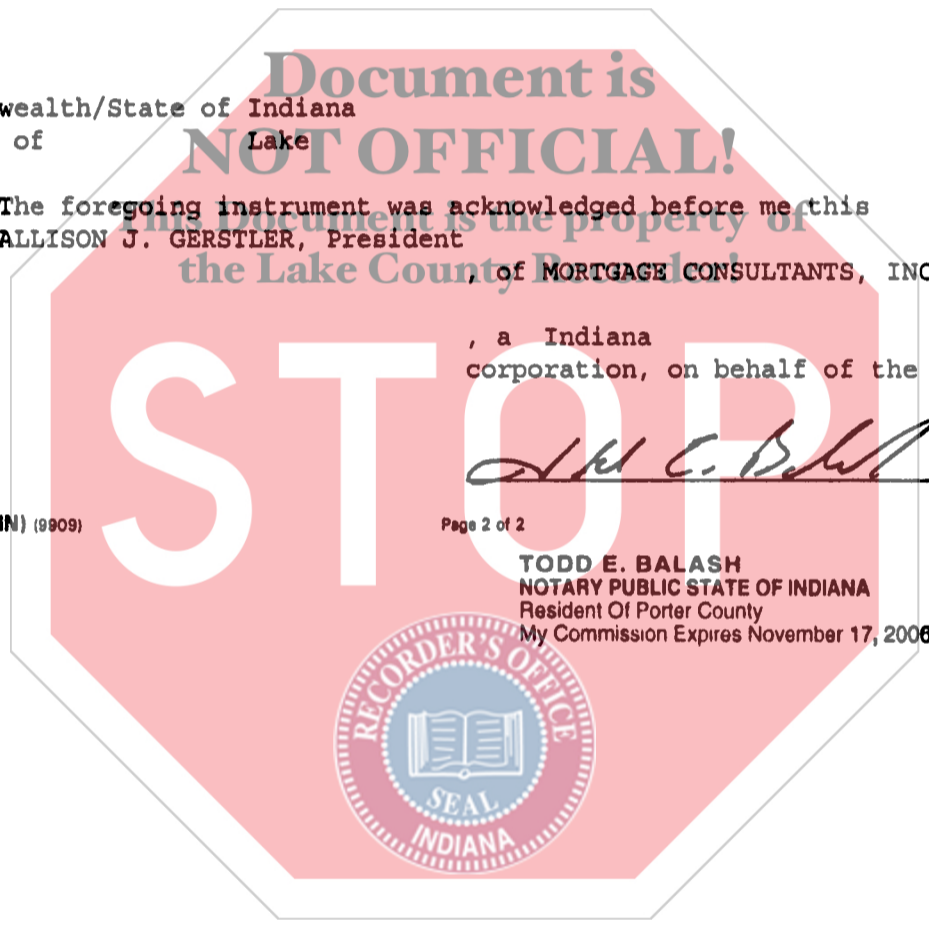 Document is
wealth/State of Indiana
of Lake
NOT OFFICIAL!
The foregoing instrument was acknowledged before me this
This Document is the property of
ALLISON J. GERSTLER, President
the Lake County Recorder!
, of MORTGAGE CONSULTANTS, INC
, a Indiana
corporation, on behalf of the
STOP
IN) (9909)
Page 2 of 2
TODD E. BALASH
NOTARY PUBLIC STATE OF INDIANA
Resident Of Porter County
My Commission Expires November 17, 2006
RECORDER'S OFFICE
SEAL
INDIANA